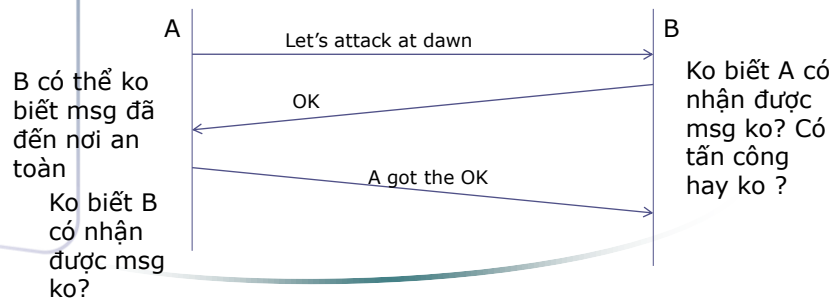 A
B
Let's attack at dawn
B có thể ko
biết msg đã
đến nơi an
toàn
OK
Ko biết A có
nhận được
msg ko? Có
tấn công
hay ko ?
A got the OK
Ko biết B
có nhận
được msg
ko?